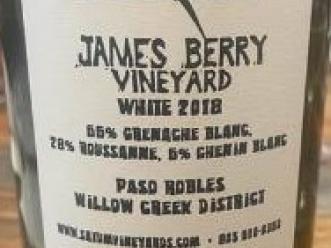 JAMES BERRY
VINEYARD
WHITE 2018
66% GRENACHE BLANC,
28% ROUSSANNE, 6% CHENIN BLANC
PASO ROBLES
WILLOW CREEK DISTRICT